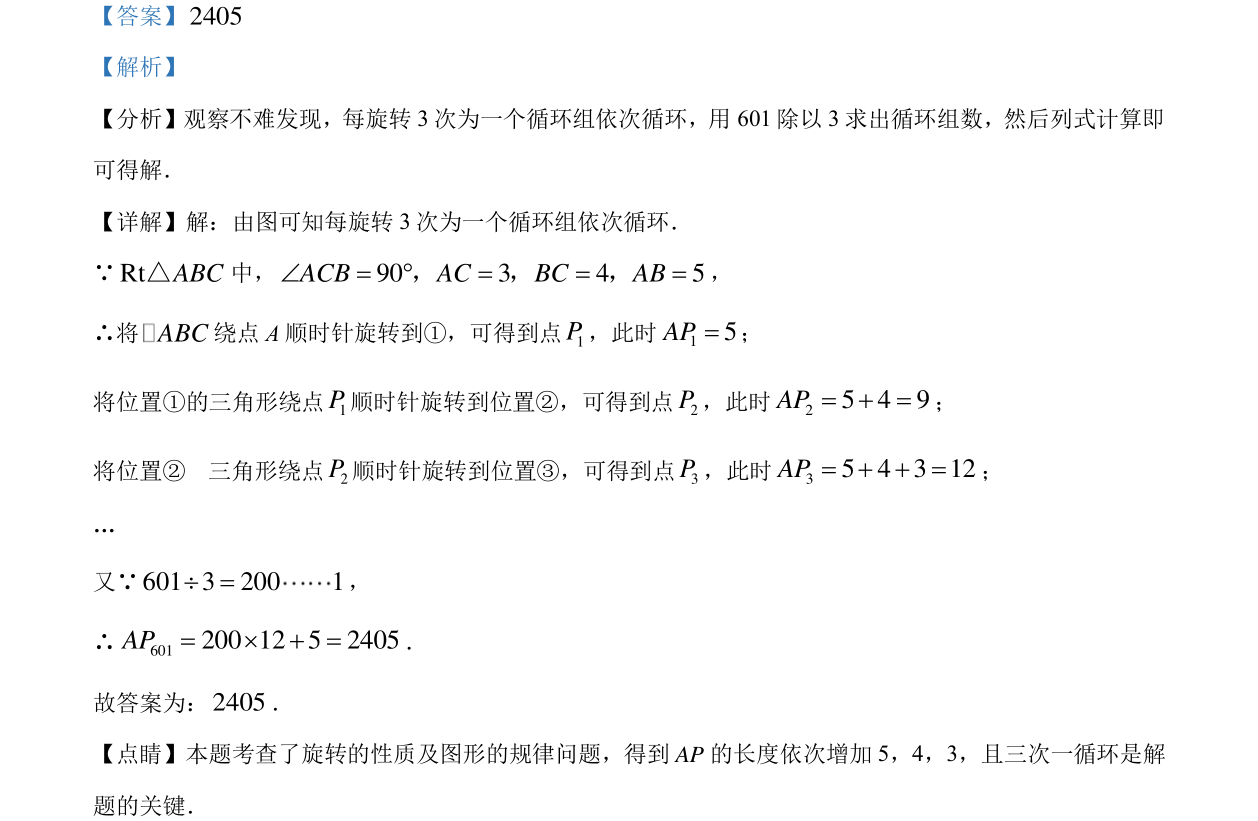 【答案】2405
【解析】
【分析】观察不难发现，每旋转 3 次为一个循环组依次循环，用 601 除以 3 求出循环组数，然后列式计算即
可得解．
【详解】解：由图可知每旋转 3 次为一个循环组依次循环．
∵Rt△ABC 中，∠ACB＝90°，AC＝3，BC＝4，AB＝5，
∴将□ABC 绕点 A 顺时针旋转到①，可得到点 P₁，此时 AP₁＝5；
将位置①的三角形绕点 P₁ 顺时针旋转到位置②，可得到点 P₂，此时 AP₂＝5+4＝9；
将位置② 三角形绕点 P₂ 顺时针旋转到位置③，可得到点 P₃，此时 AP₃＝5+4+3＝12；
…
又∵601÷3＝200……1，
∴AP₆₀₁＝200×12+5＝2405．
故答案为：2405．
【点睛】本题考查了旋转的性质及图形的规律问题，得到 AP 的长度依次增加 5，4，3，且三次一循环是解
题的关键．